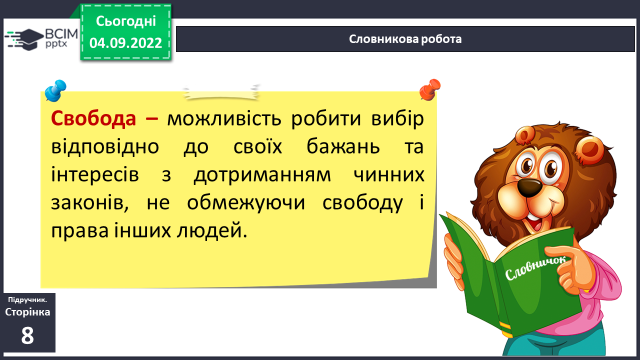 Сьогодні
04.09.2022
ВСІМ
pptx
Словникова робота
Свобода – можливість робити вибір
відповідно до своїх бажань та
інтересів з дотриманням чинних
законів, не обмежуючи свободу і
права інших людей.
Словничок
Підручник.
Сторінка
8